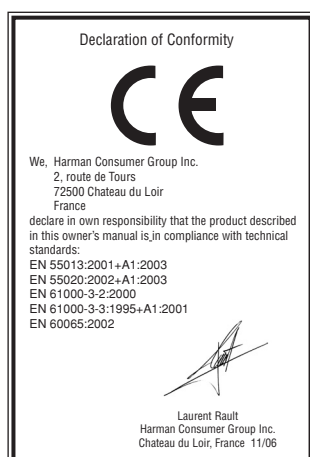 Declaration of Conformity
CE
We, Harman Consumer Group Inc.
2, route de Tours
72500 Chateau du Loir
France
declare in own responsibility that the product described
in this owner's manual is in compliance with technical
standards:
EN 55013:2001+A1:2003
EN 55020:2002+A1:2003
EN 61000-3-2:2000
EN 61000-3-3:1995+A1:2001
EN 60065:2002
Laurent Rault
Harman Consumer Group Inc.
Chateau du Loir, France 11/06